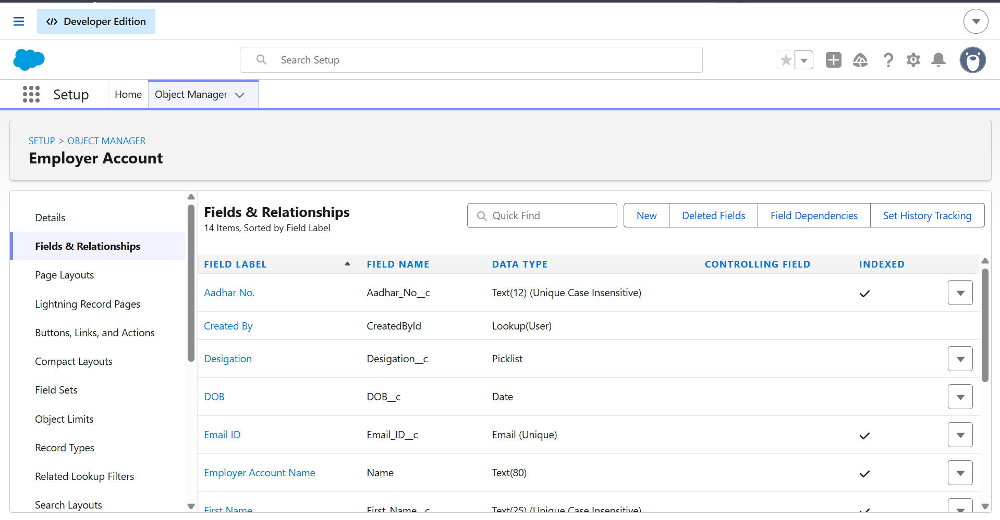 Developer Edition
Search Setup
Setup
Home
Object Manager
SETUP > OBJECT MANAGER
Employer Account
Details
Fields & Relationships
Page Layouts
Lightning Record Pages
Buttons, Links, and Actions
Compact Layouts
Field Sets
Object Limits
Record Types
Related Lookup Filters
Search Layouts
Fields & Relationships
14 Items, Sorted by Field Label
Quick Find
New
Deleted Fields
Field Dependencies
Set History Tracking
FIELD LABEL FIELD NAME DATA TYPE CONTROLLING FIELD INDEXED
Aadhar No. Aadhar_No__c Text(12) (Unique Case Insensitive)
Created By CreatedById Lookup(User)
Desigation Desigation__c Picklist
DOB DOB__c Date
Email ID Email_ID__c Email (Unique)
Employer Account Name Name Text(80)
First Name First_Name__c Text(25) (Unique Case Insensitive)